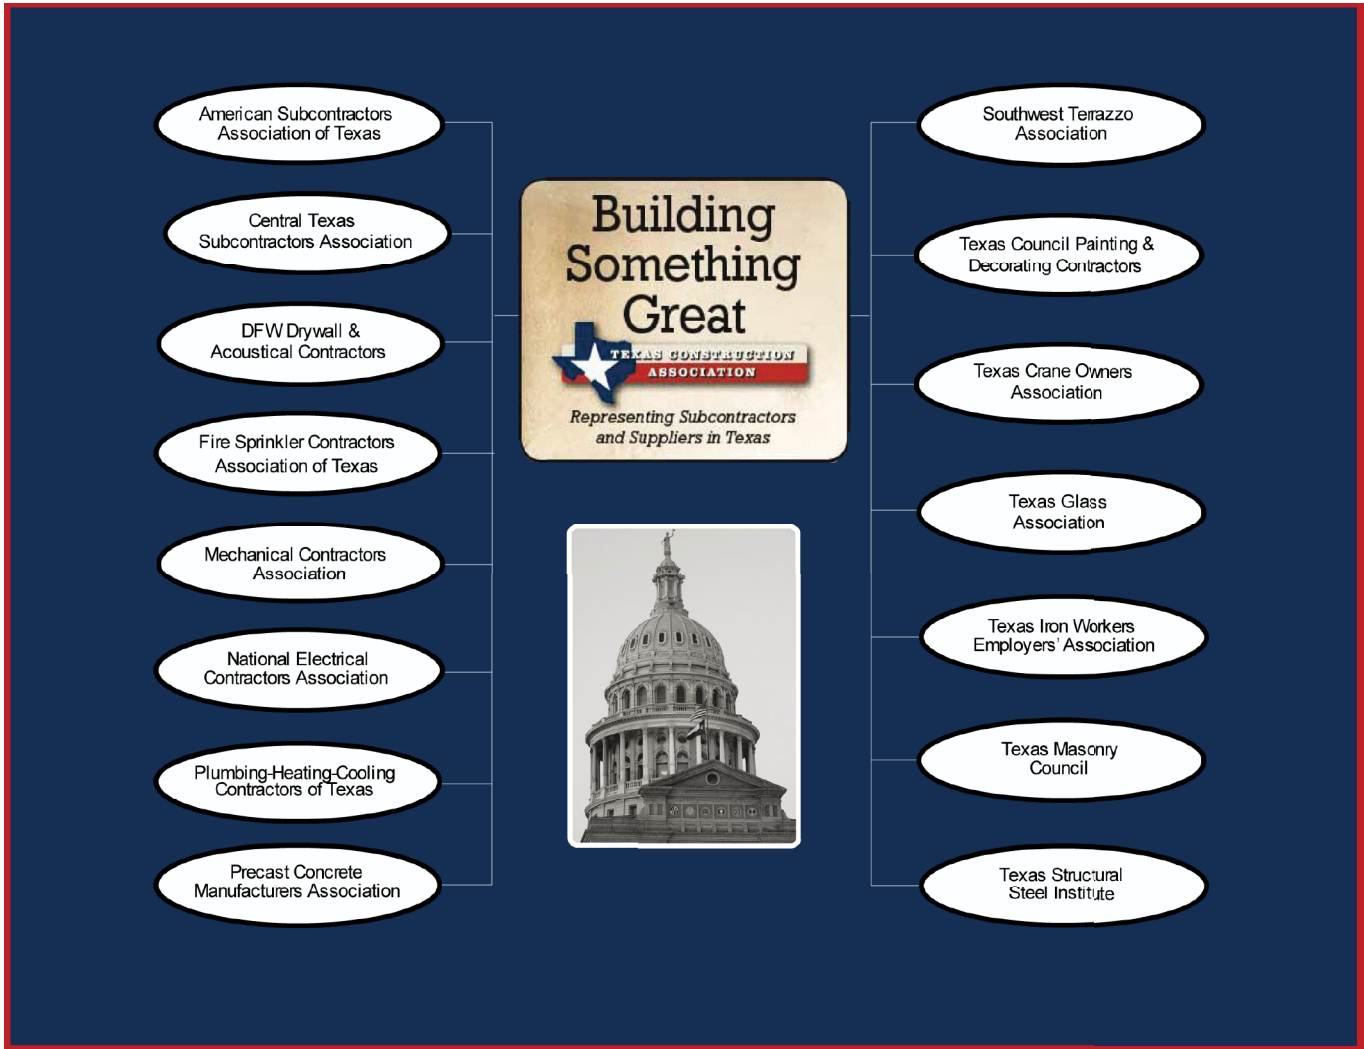 American Subcontractors
Association of Texas
Central Texas
Subcontractors Association
DFW Drywall &
Acoustical Contractors
Fire Sprinkler Contractors
Association of Texas
Mechanical Contractors
Association
National Electrical
Contractors Association
Plumbing-Heating-Cooling
Contractors of Texas
Precast Concrete
Manufacturers Association
Building
Something
Great
TEXAS CONSTRUCTION
ASSOCIATION
Representing Subcontractors
and Suppliers in Texas
Southwest Terrazzo
Association
Texas Council Painting &
Decorating Contractors
Texas Crane Owners
Association
Texas Glass
Association
Texas Iron Workers
Employers' Association
Texas Masonry
Council
Texas Structural
Steel Institute